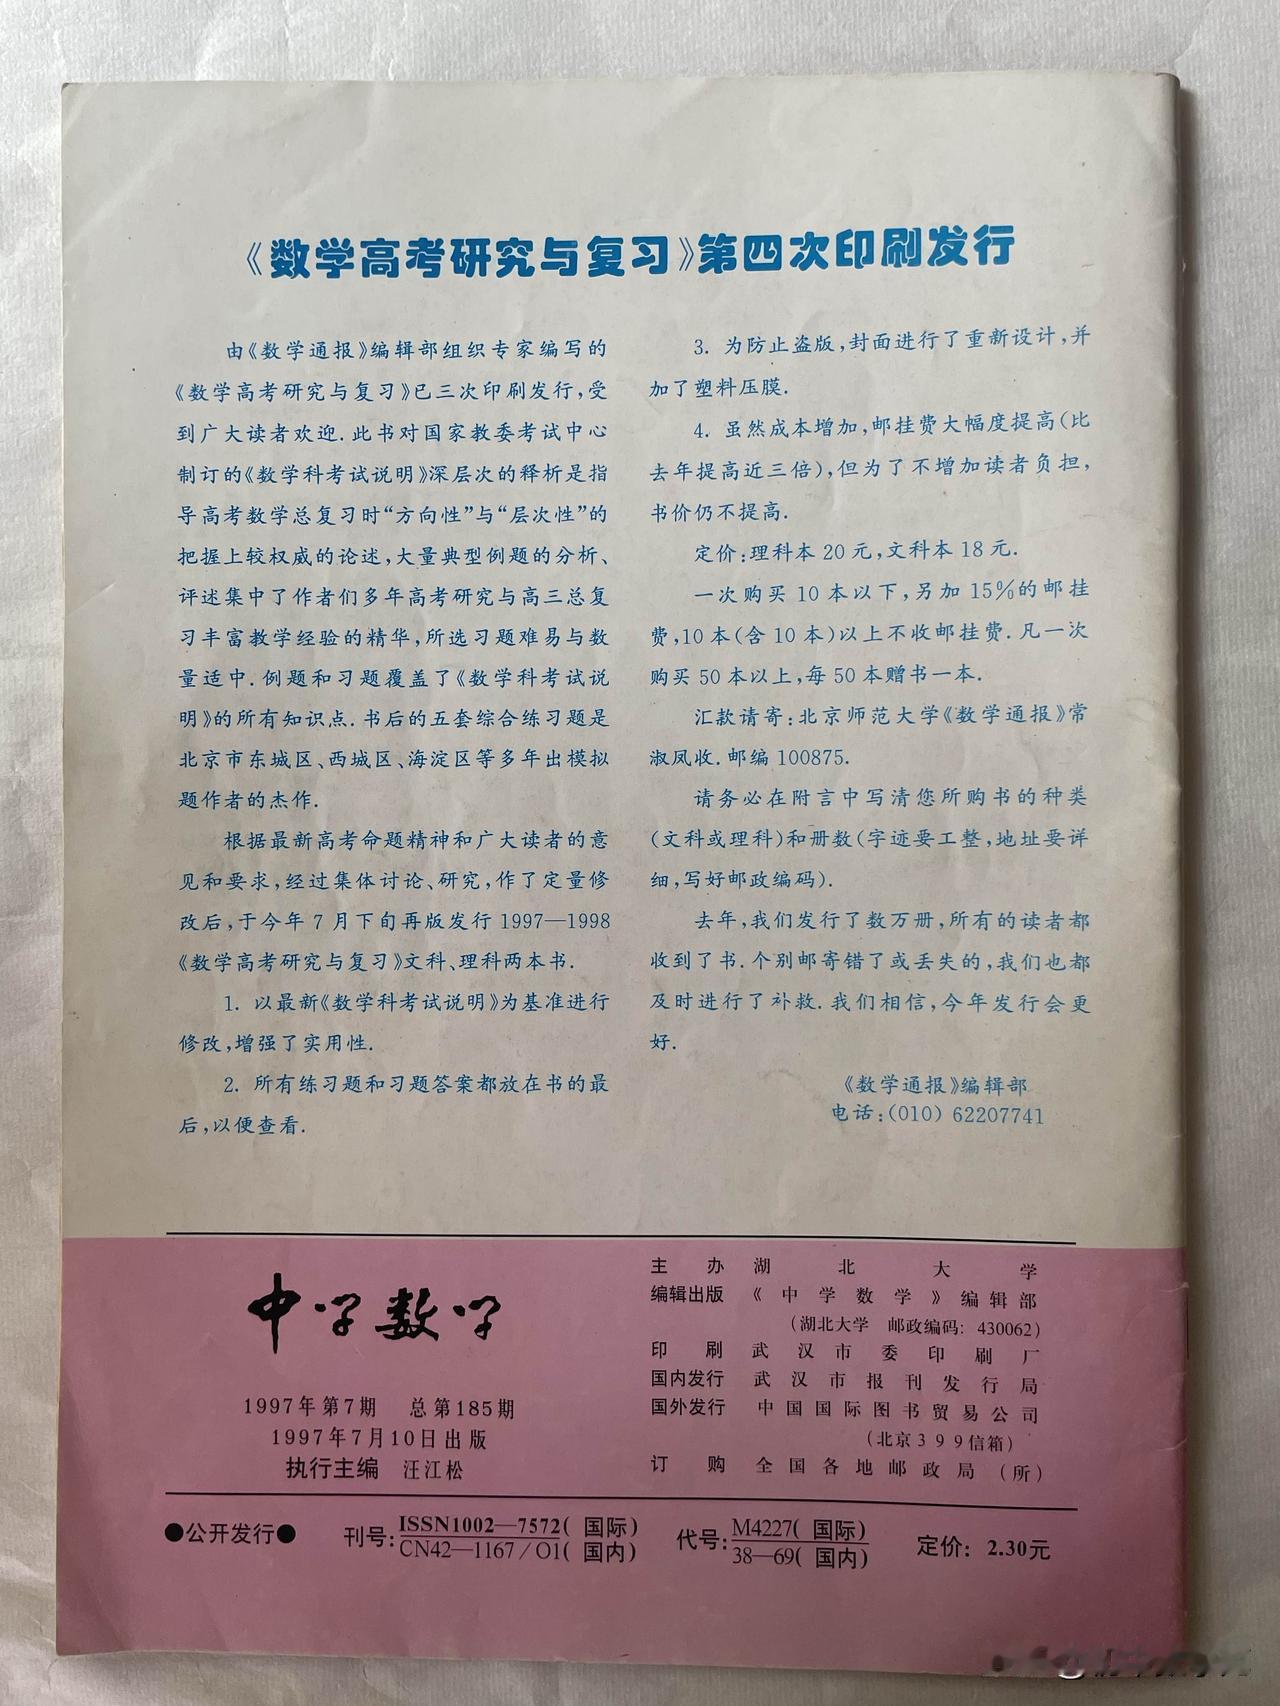 《数学高考研究与复习》第四次印刷发行
由《数学通报》编辑部组织专家编写的
《数学高考研究与复习》已三次印刷发行,受
到广大读者欢迎.此书对国家教委考试中心
制订的《数学科考试说明》深层次的释析是指
导高考数学总复习时“方向性”与“层次性”的
把握上较权威的论述,大量典型例题的分析、
评述集中了作者们多年高考研究与高三总复
习丰富教学经验的精华,所选习题难易与数
量适中.例题和习题覆盖了《数学科考试说
明》的所有知识点.书后的五套综合练习题是
北京市东城区、西城区、海淀区等多年出模拟
题作者的杰作.
根据最新高考命题精神和广大读者的意
见和要求,经过集体讨论、研究,作了定量修
改后,于今年7月下旬再版发行1997—1998
《数学高考研究与复习》文科、理科两本书.
1. 以最新《数学科考试说明》为基准进行
修改,增强了实用性.
2. 所有练习题和习题答案都放在书的最
后,以便查看.
3. 为防止盗版,封面进行了重新设计,并
加了塑料压膜.
4. 虽然成本增加,邮挂费大幅度提高(比
去年提高近三倍),但为了不增加读者负担,
书价仍不提高.
定价:理科本20元,文科本18元.
一次购买10本以下,另加15%的邮挂
费,10本(含10本)以上不收邮挂费.凡一次
购买50本以上,每50本赠书一本.
汇款请寄:北京师范大学《数学通报》常
淑凤收.邮编100875.
请务必在附言中写清您所购书的种类
(文科或理科)和册数(字迹要工整,地址要详
细,写好邮政编码).
去年,我们发行了数万册,所有的读者都
收到了书.个别邮寄错了或丢失的,我们也都
及时进行了补救.我们相信,今年发行会更
好.
《数学通报》编辑部
电话:(010) 62207741
中学数学
1997年第7期 总第185期
1997年7月10日出版
执行主编 汪江松
主办 湖北大学
编辑出版 《中学数学》编辑部
(湖北大学 邮政编码: 430062)
印刷 武汉市委印刷厂
国内发行 武汉市报刊发行局
国外发行 中国国际图书贸易公司
(北京399信箱)
订购 全国各地邮政局(所)
●公开发行● 刊号: ISSN1002—7572(国际) 代号: M4227(国际) 定价: 2.30元
CN42—1167/O1(国内) 38—69(国内)